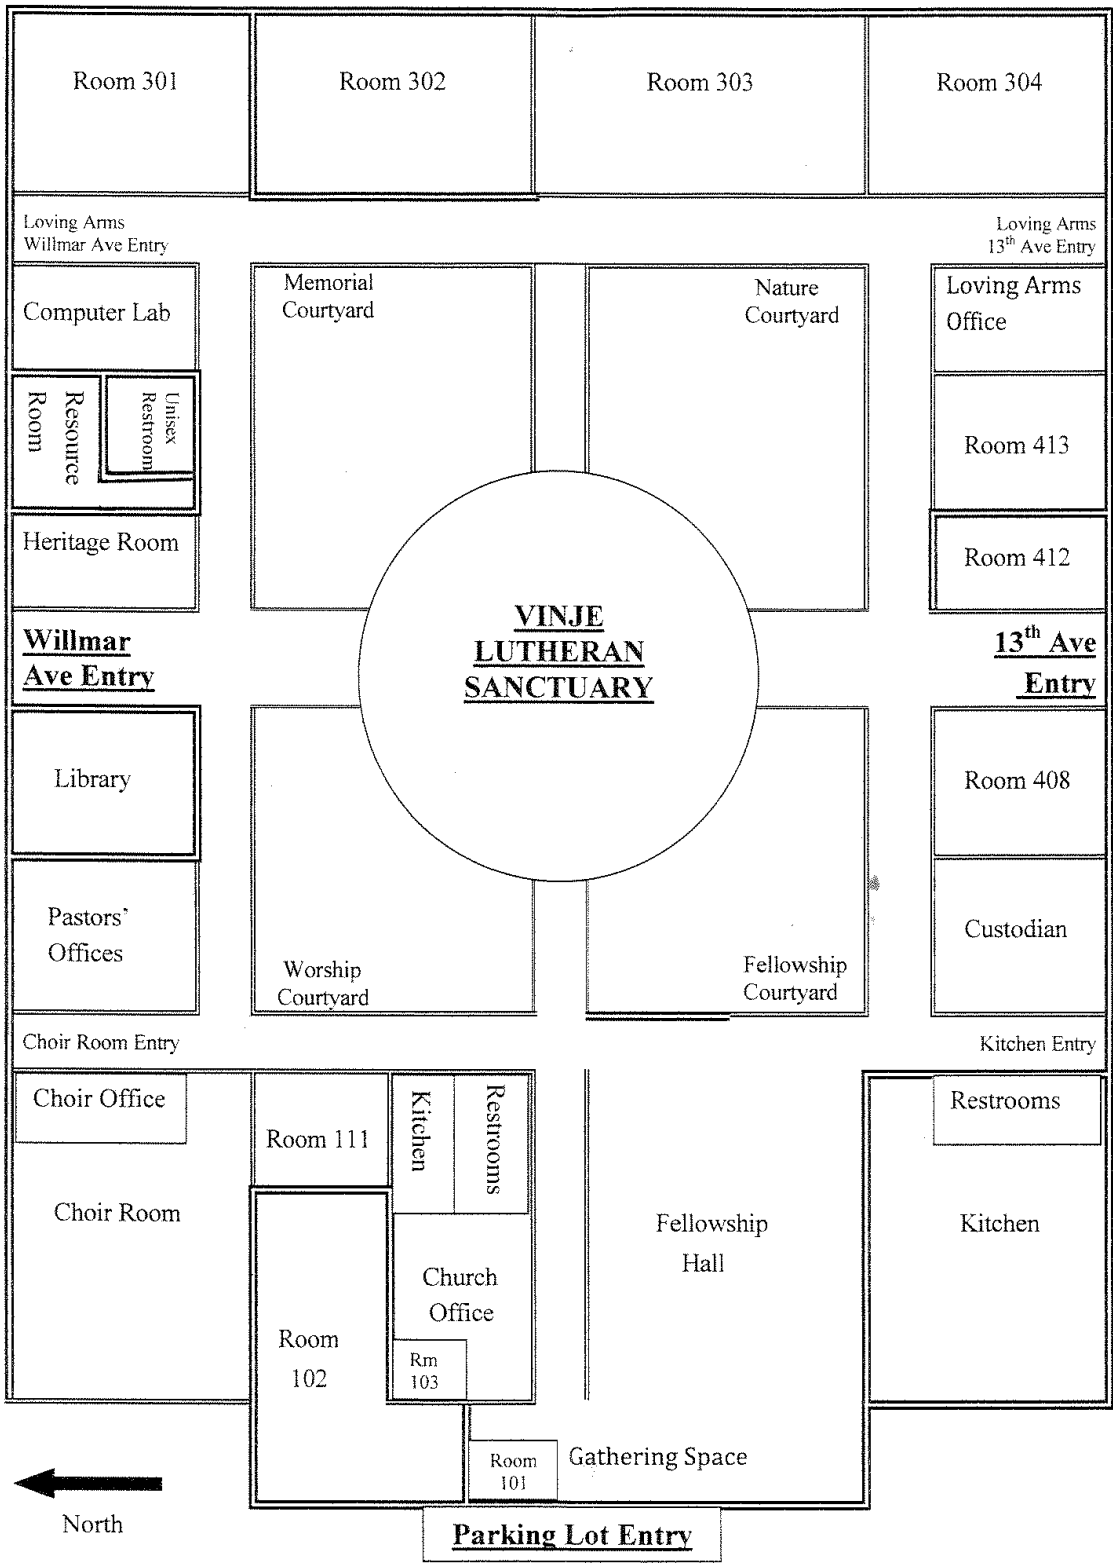 Room 301
Room 302
Room 303
Room 304
Loving Arms
Willmar Ave Entry
Loving Arms
13th Ave Entry
Computer Lab
Memorial
Courtyard
Nature
Courtyard
Loving Arms
Office
Resource
Room
Unisex
Restroom
Room 413
Heritage Room
Room 412
Willmar
Ave Entry
VINJE
LUTHERAN
SANCTUARY
13th Ave
Entry
Library
Room 408
Pastors'
Offices
Worship
Courtyard
Fellowship
Courtyard
Custodian
Choir Room Entry
Kitchen Entry
Choir Office
Room 111
Kitchen
Restrooms
Restrooms
Choir Room
Fellowship
Hall
Kitchen
Church
Office
Room
102
Rm
103
Room
101
Gathering Space
North
Parking Lot Entry